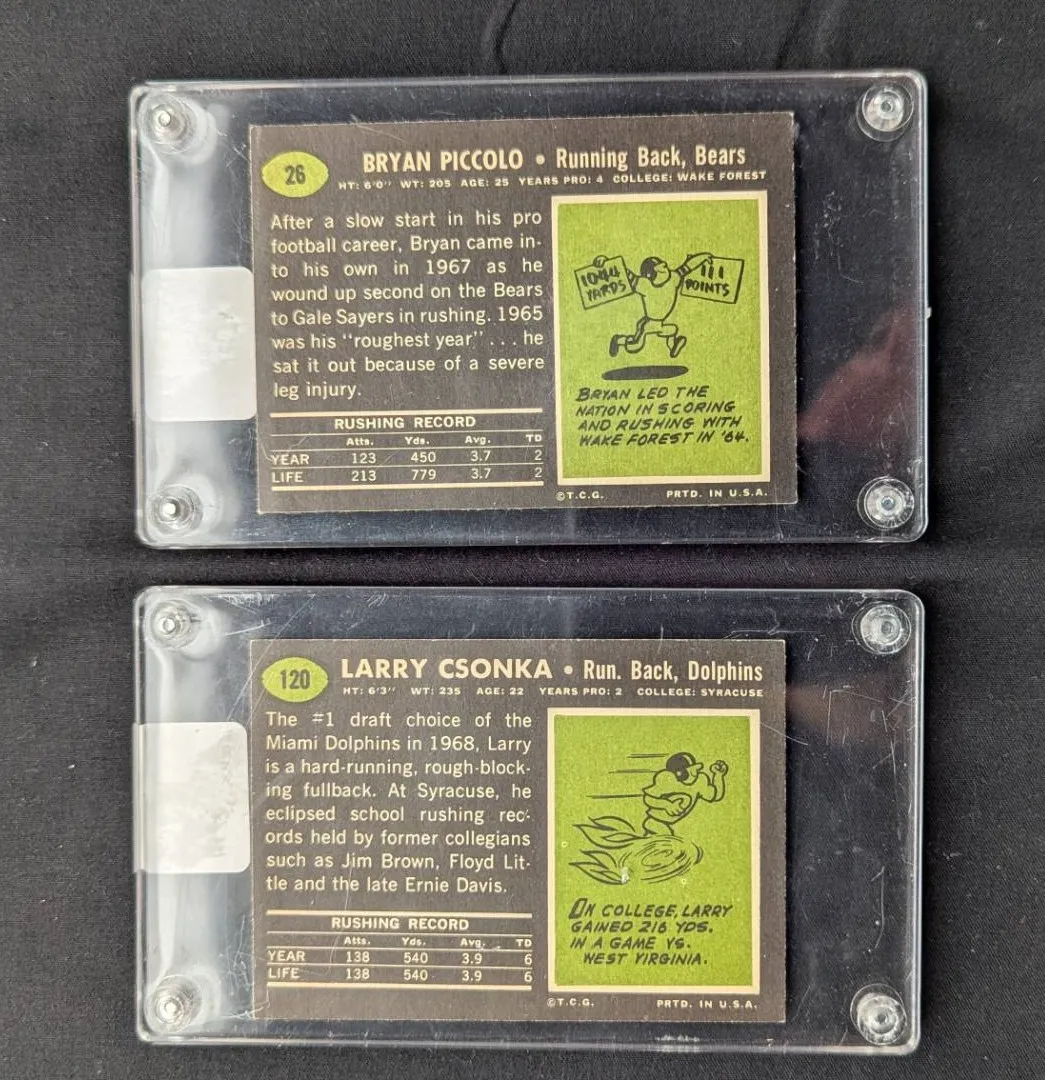 26
BRYAN PICCOLO • Running Back, Bears
HT: 6'0" WT: 205 AGE: 25 YEARS PRO: 4 COLLEGE: WAKE FOREST
After a slow start in his pro
football career, Bryan came in-
to his own in 1967 as he
wound up second on the Bears
to Gale Sayers in rushing. 1965
was his "roughest year" . . . he
sat it out because of a severe
leg injury.
RUSHING RECORD
Atts. Yds. Avg. TD
YEAR 123 450 3.7 2
LIFE 213 779 3.7 2
1044
YARDS
111
POINTS
BRYAN LED THE
NATION IN SCORING
AND RUSHING WITH
WAKE FOREST IN '64.
©T.C.G. PRTD. IN U.S.A.
120
LARRY CSONKA • Run. Back, Dolphins
HT: 6'3" WT: 235 AGE: 22 YEARS PRO: 2 COLLEGE: SYRACUSE
The #1 draft choice of the
Miami Dolphins in 1968, Larry
is a hard-running, rough-block-
ing fullback. At Syracuse, he
eclipsed school rushing rec-
ords held by former collegians
such as Jim Brown, Floyd Lit-
tle and the late Ernie Davis.
RUSHING RECORD
Atts. Yds. Avg. TD
YEAR 138 540 3.9 6
LIFE 138 540 3.9 6
IN COLLEGE, LARRY
GAINED 216 YDS.
IN A GAME VS.
WEST VIRGINIA.
©T.C.G. PRTD. IN U.S.A.